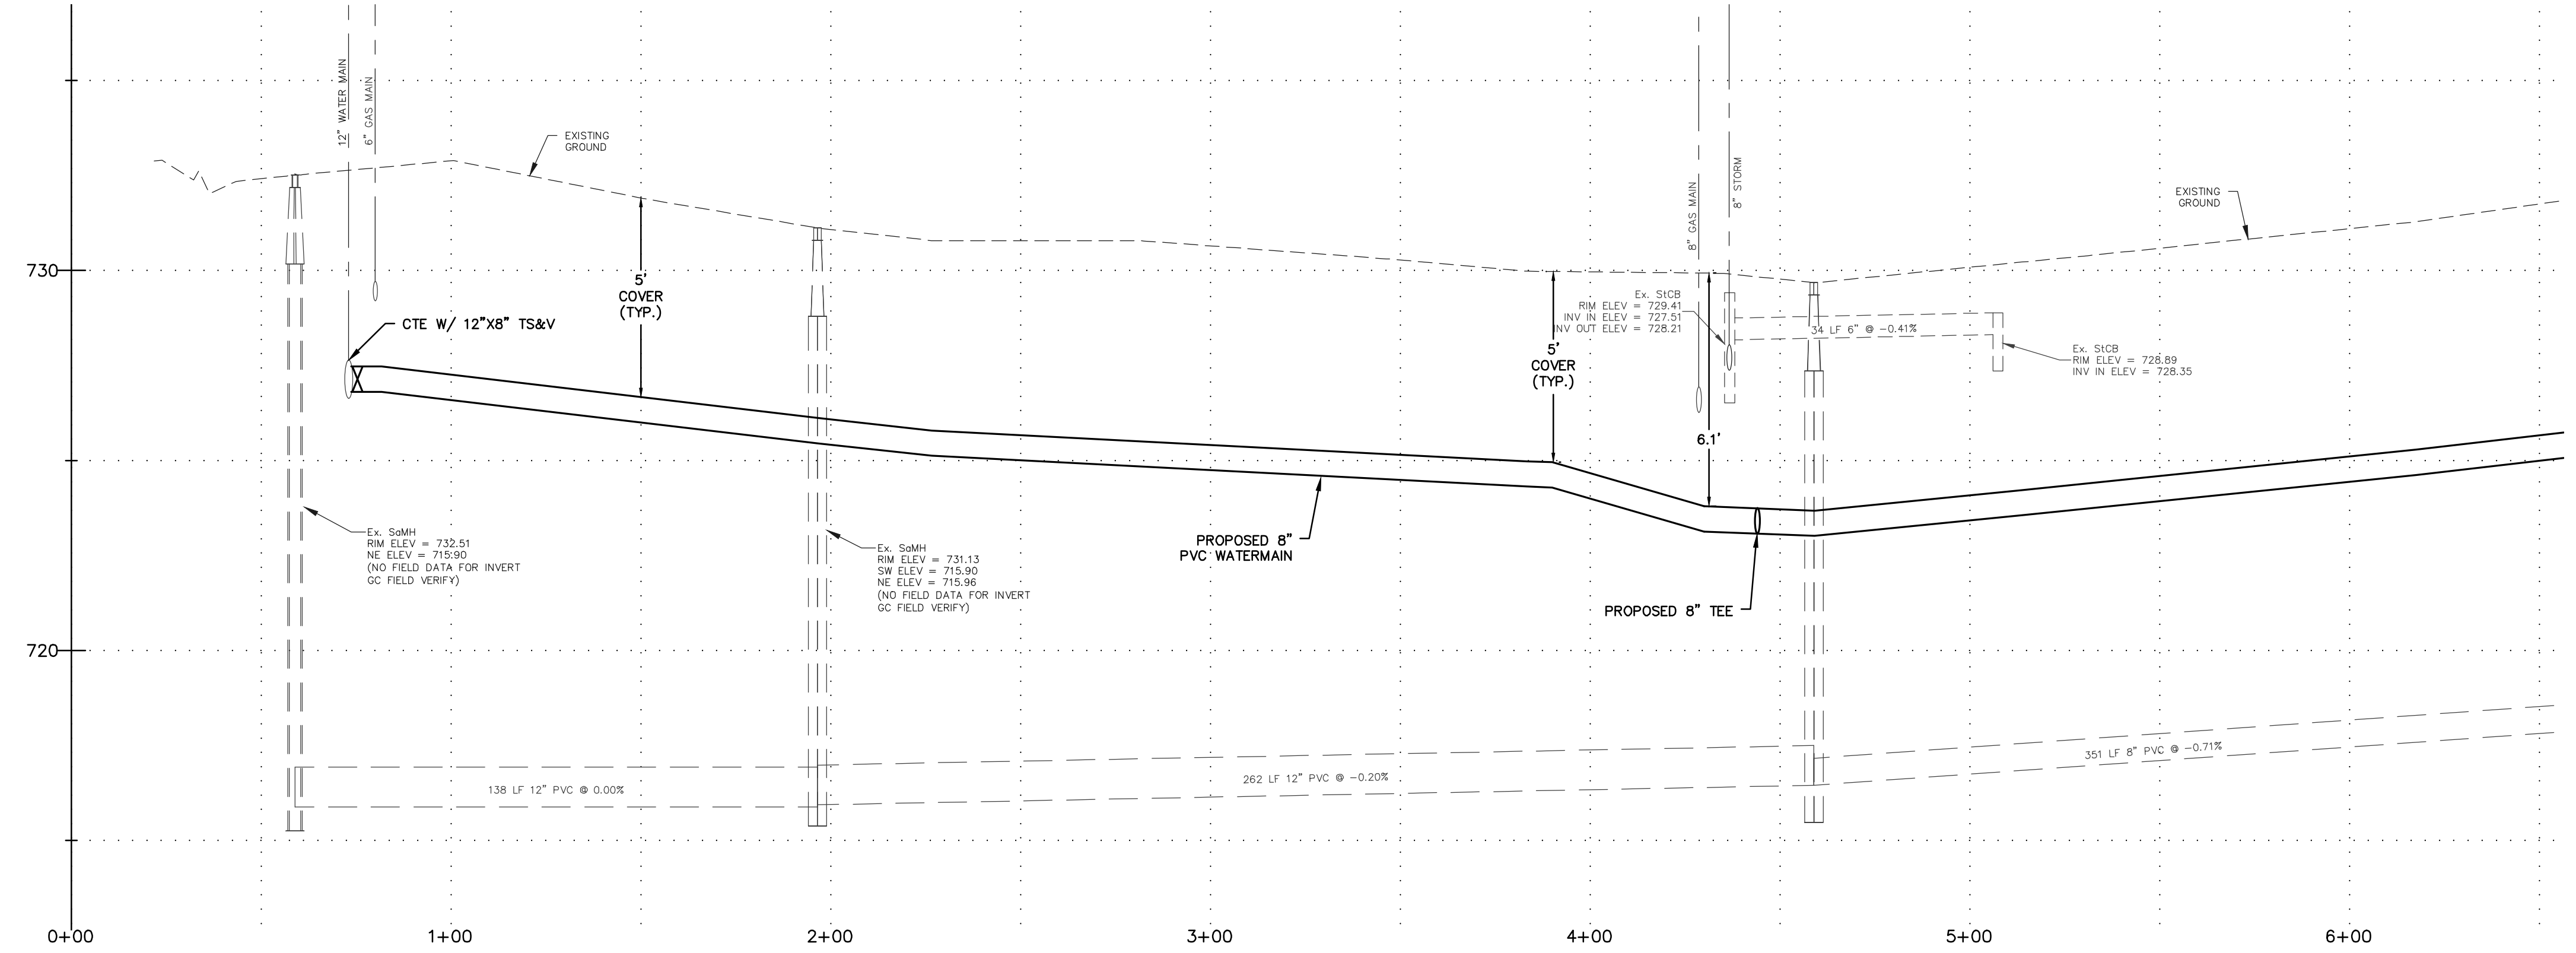 12" WATER MAIN
6" GAS MAIN
EXISTING
GROUND
8" GAS MAIN
8" STORM
EXISTING
GROUND
730
5'
COVER
(TYP.)
CTE W/ 12"X8" TS&V
Ex. StCB
RIM ELEV = 729.41
INV IN ELEV = 727.51
INV OUT ELEV = 728.21
34 LF 6" @ -0.41%
5'
COVER
(TYP.)
Ex. StCB
RIM ELEV = 728.89
INV IN ELEV = 728.35
6.1'
Ex. SaMH
RIM ELEV = 732.51
NE ELEV = 715.90
(NO FIELD DATA FOR INVERT
GC FIELD VERIFY)
Ex. SaMH
RIM ELEV = 731.13
SW ELEV = 715.90
NE ELEV = 715.96
(NO FIELD DATA FOR INVERT
GC FIELD VERIFY)
PROPOSED 8"
PVC WATERMAIN
PROPOSED 8" TEE
720
138 LF 12" PVC @ 0.00%
262 LF 12" PVC @ -0.20%
351 LF 8" PVC @ -0.71%
0+00 1+00 2+00 3+00 4+00 5+00 6+00